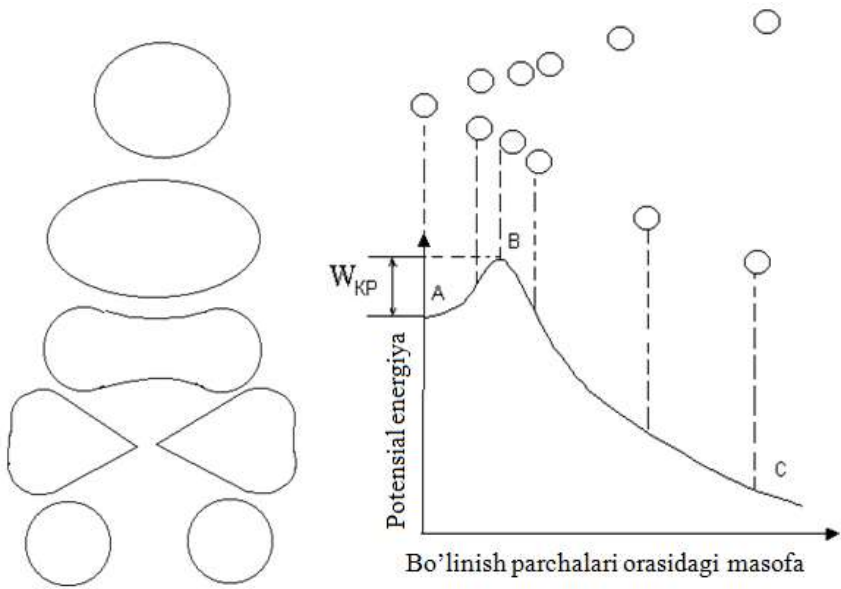 B
W_KP
A
Potensial energiya
C
Bo’linish parchalari orasidagi masofa